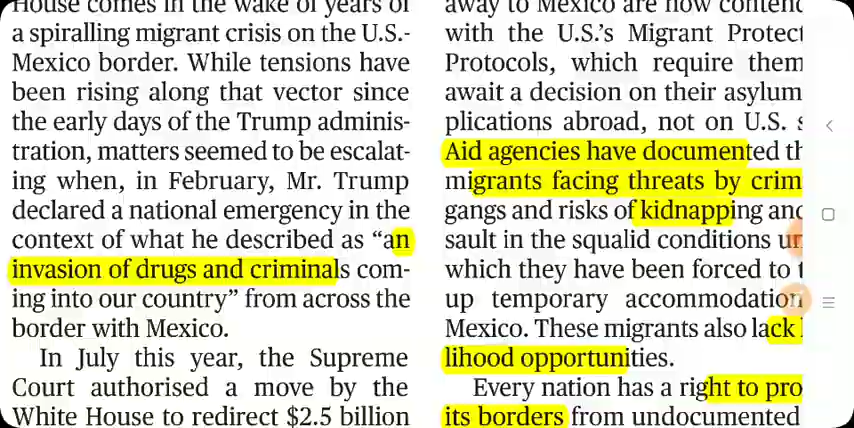 House comes in the wake of years of
a spiralling migrant crisis on the U.S.-
Mexico border. While tensions have
been rising along that vector since
the early days of the Trump adminis-
tration, matters seemed to be escalat-
ing when, in February, Mr. Trump
declared a national emergency in the
context of what he described as “an
invasion of drugs and criminals com-
ing into our country” from across the
border with Mexico.
In July this year, the Supreme
Court authorised a move by the
White House to redirect $2.5 billion
away to Mexico are now
with the U.S.’s Migrant
Protocols, which require them
await a decision on their asylum
plications abroad, not on U.S.
Aid agencies have documented
migrants facing threats by
gangs and risks of kidnapping
sault in the squalid conditions
which they have been forced to
up temporary accommodation
Mexico. These migrants also lack
lihood opportunities.
Every nation has a right to
its borders from undocumented